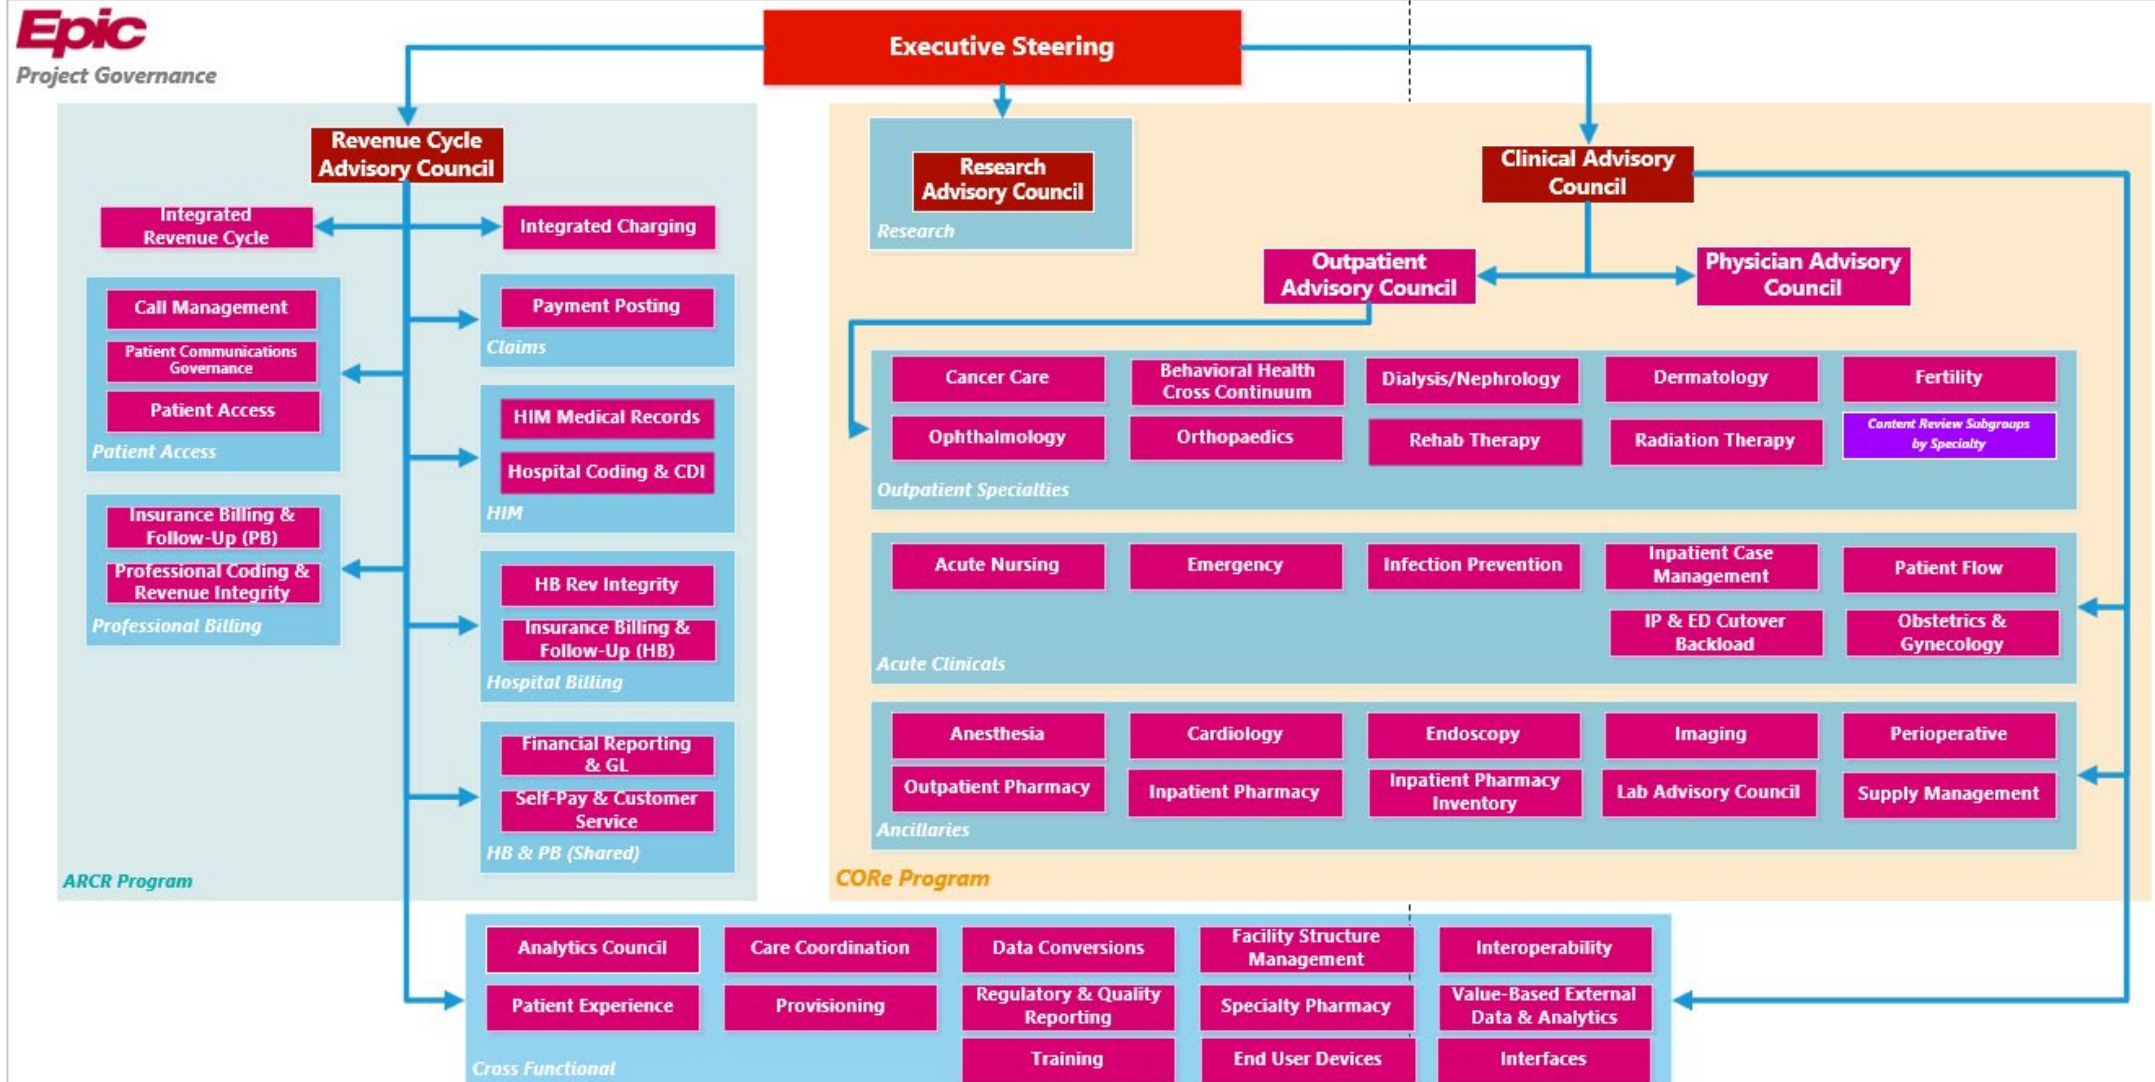 Epic
Project Governance
Executive Steering
Revenue Cycle
Advisory Council
Integrated
Revenue Cycle
Integrated Charging
Call Management
Patient Communications
Governance
Patient Access
Patient Access
Insurance Billing &
Follow-Up (PB)
Professional Coding &
Revenue Integrity
Professional Billing
Payment Posting
Claims
HIM Medical Records
Hospital Coding & CDI
HIM
HB Rev Integrity
Insurance Billing &
Follow-Up (HB)
Hospital Billing
Financial Reporting
& GL
Self-Pay & Customer
Service
HB & PB (Shared)
ARCR Program
Research
Advisory Council
Research
Clinical Advisory
Council
Outpatient
Advisory Council
Physician Advisory
Council
Cancer Care
Behavioral Health
Cross Continuum
Dialysis/Nephrology
Dermatology
Fertility
Ophthalmology
Orthopaedics
Rehab Therapy
Radiation Therapy
Content Review Subgroups
by Specialty
Outpatient Specialties
Acute Nursing
Emergency
Infection Prevention
Inpatient Case
Management
Patient Flow
IP & ED Cutover
Backload
Obstetrics &
Gynecology
Acute Clinicals
Anesthesia
Cardiology
Endoscopy
Imaging
Perioperative
Outpatient Pharmacy
Inpatient Pharmacy
Inpatient Pharmacy
Inventory
Lab Advisory Council
Supply Management
Ancillaries
CORe Program
Analytics Council
Care Coordination
Data Conversions
Facility Structure
Management
Interoperability
Patient Experience
Provisioning
Regulatory & Quality
Reporting
Specialty Pharmacy
Value-Based External
Data & Analytics
Training
End User Devices
Interfaces
Cross Functional